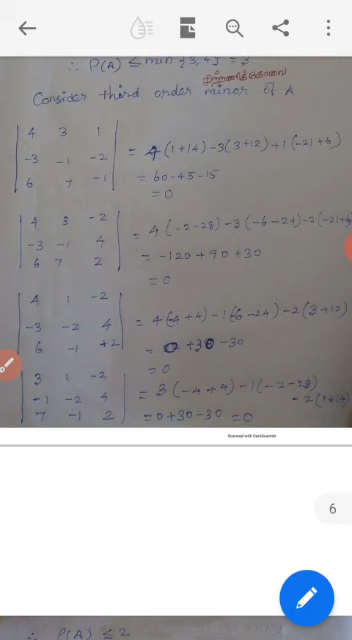 ∴ P(A) ≤ min {3, 4} = 3
சிற்றணிக்கோவை
Consider third order minor of A
| 4 3 1 |
| -3 -1 -2 | = 4(1+14) -3(3+12) +1(-21+6)
| 6 7 -1 | = 60-45-15
= 0
| 4 3 -2 |
| -3 -1 4 | = 4(-2-28) -3(-6-24) -2(-21+6
| 6 7 2 | = -120 + 90 + 30
= 0
| 4 1 -2 |
| -3 -2 4 | = 4(-4+4) -1(-6-24) -2(3+12)
| 6 -1 +2 | = 0 + 30 - 30
= 0
| 3 1 -2 |
| -1 -2 4 | = 3(-4+4) -1(-2-28)
-2(1+14)
| 7 -1 2 | = 0+30-30 = 0
Scanned with CamScanner
6
∴ P(A) ≤ 2